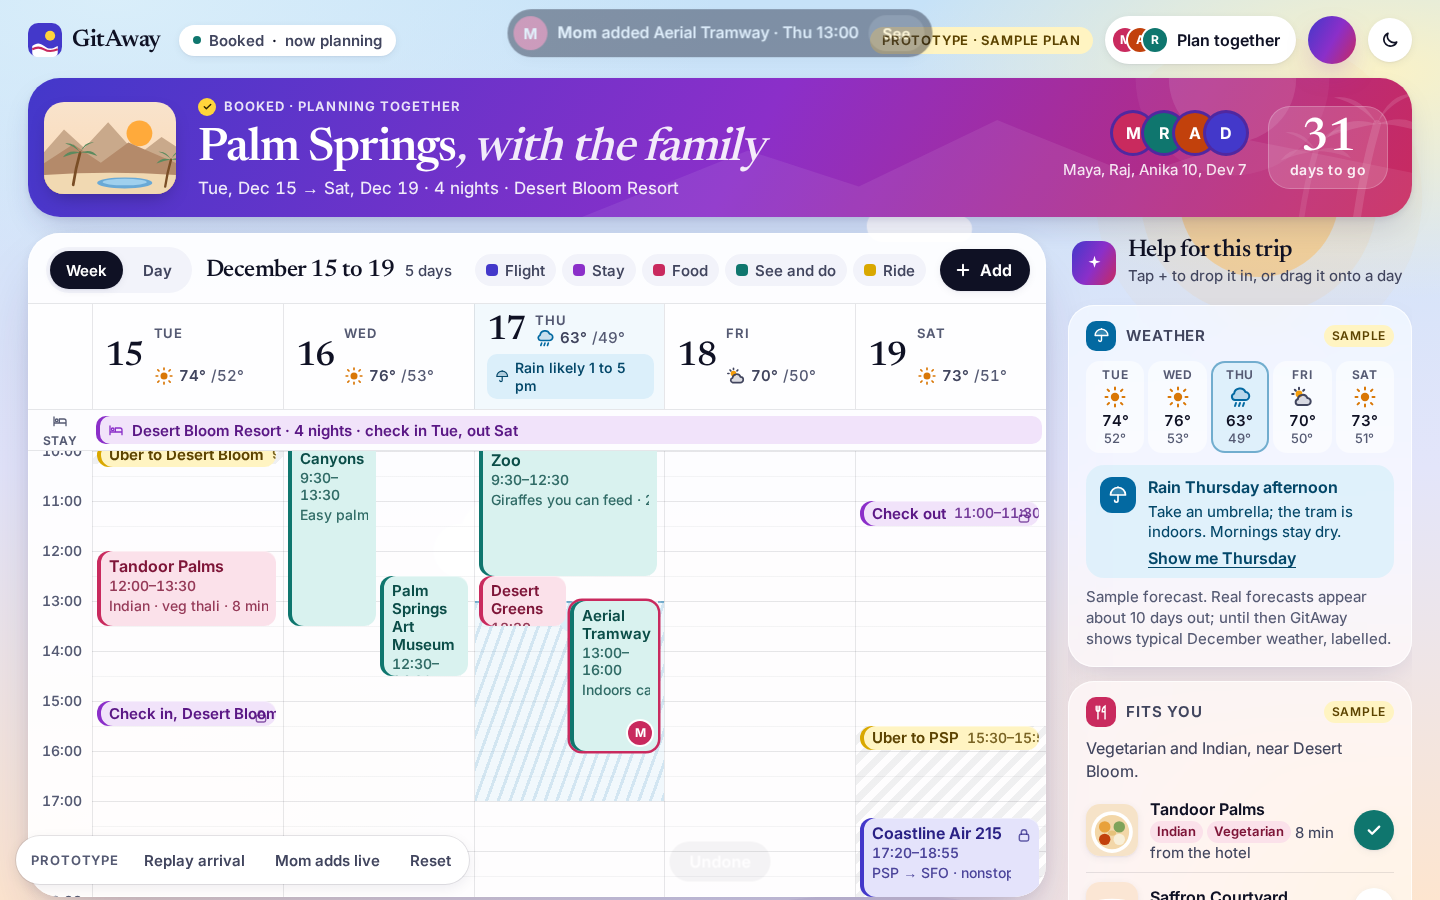 GitAway
Booked · now planning
M Mom added Aerial Tramway · Thu 13:00 See
PROTOTYPE · SAMPLE PLAN
M A R Plan together
BOOKED · PLANNING TOGETHER
Palm Springs, with the family
Tue, Dec 15 → Sat, Dec 19 · 4 nights · Desert Bloom Resort
M R A D
Maya, Raj, Anika 10, Dev 7
31
days to go
Week Day
December 15 to 19 5 days
Flight Stay Food See and do Ride
+ Add
15 TUE
74° /52°
16 WED
76° /53°
17 THU
63° /49°
Rain likely 1 to 5
pm
18 FRI
70° /50°
19 SAT
73° /51°
STAY
Desert Bloom Resort · 4 nights · check in Tue, out Sat
10:00
11:00
12:00
13:00
14:00
15:00
16:00
17:00
Uber to Desert Bloom
Tandoor Palms
12:00–13:30
Indian · veg thali · 8 min
Check in, Desert Bloom
Canyons
9:30–
13:30
Easy palm
Palm
Springs
Art
Museum
12:30–
Zoo
9:30–12:30
Giraffes you can feed · 2
Desert
Greens
12:30
Aerial
Tramway
13:00–
16:00
Indoors ca
M
Check out 11:00–11:30
Uber to PSP 15:30–15:
Coastline Air 215
17:20–18:55
PSP → SFO · nonstop
Help for this trip
Tap + to drop it in, or drag it onto a day
WEATHER SAMPLE
TUE
74°
52°
WED
76°
53°
THU
63°
49°
FRI
70°
50°
SAT
73°
51°
Rain Thursday afternoon
Take an umbrella; the tram is
indoors. Mornings stay dry.
Show me Thursday
Sample forecast. Real forecasts appear
about 10 days out; until then GitAway
shows typical December weather, labelled.
FITS YOU SAMPLE
Vegetarian and Indian, near Desert
Bloom.
Tandoor Palms
Indian Vegetarian 8 min
from the hotel
Saffron Courtyard
PROTOTYPE Replay arrival Mom adds live Reset
Undone